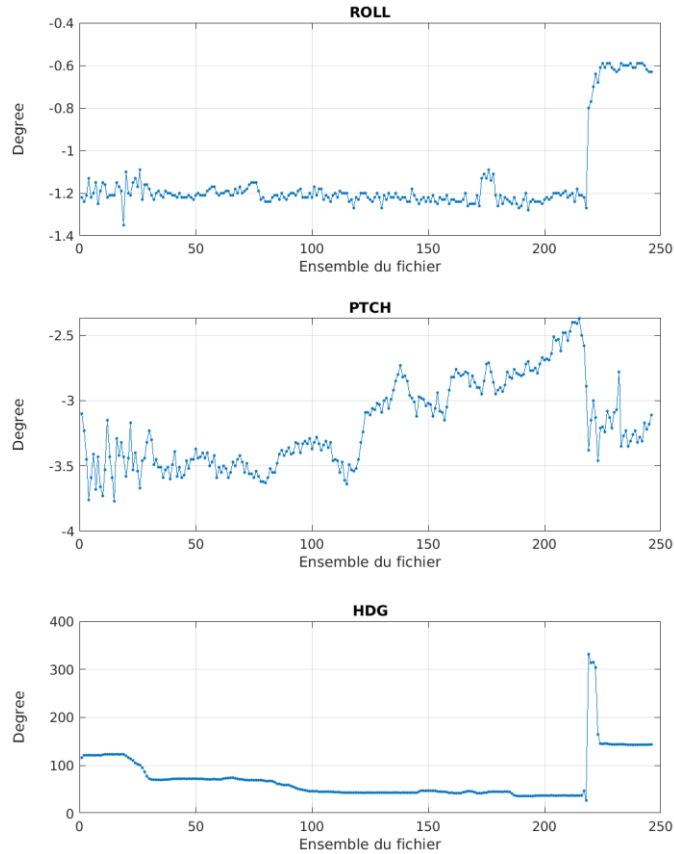 ROLL
-0.4
-0.6
-0.8
-1
-1.2
-1.4
0 50 100 150 200 250
Degree
Ensemble du fichier
PTCH
-2.5
-3
-3.5
-4
0 50 100 150 200 250
Degree
Ensemble du fichier
HDG
400
300
200
100
0
0 50 100 150 200 250
Degree
Ensemble du fichier